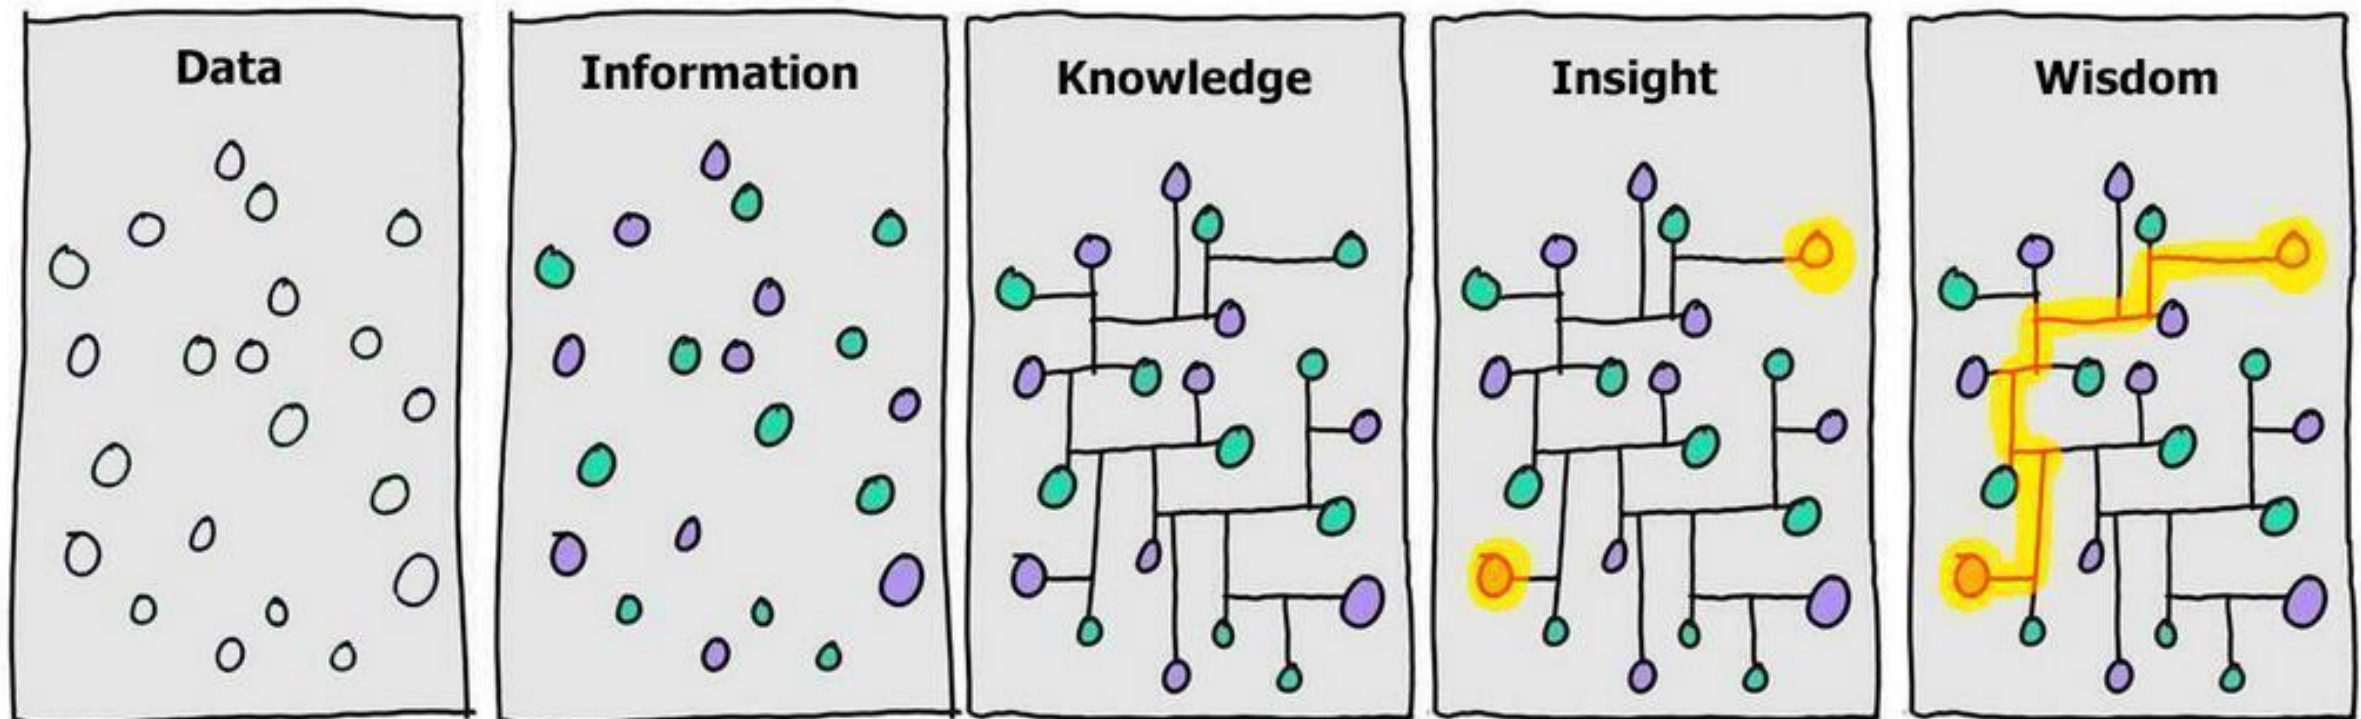 Data
Information
Knowledge
Insight
Wisdom